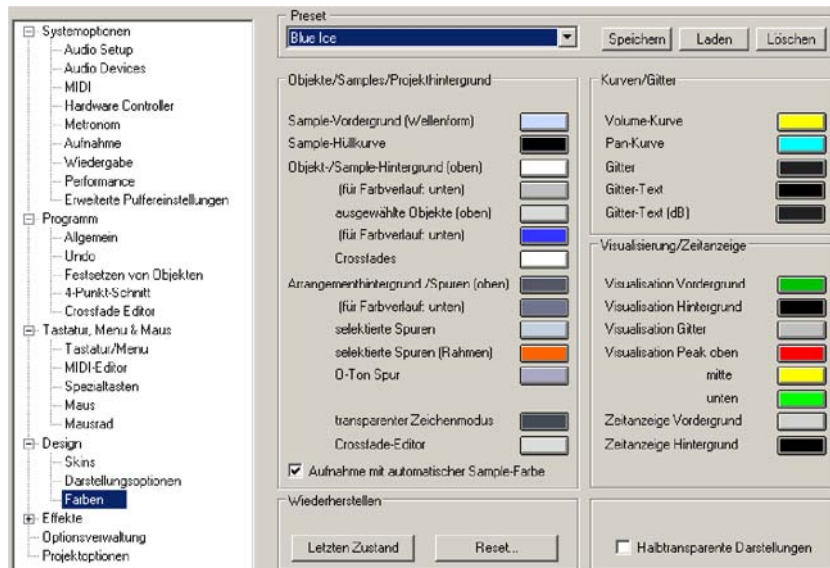 Systemoptionen
Audio Setup
Audio Devices
MIDI
Hardware Controller
Metronom
Aufnahme
Wiedergabe
Performance
Erweiterte Puffereinstellungen
Programm
Allgemein
Undo
Festsetzen von Objekten
4-Punkt-Schnitt
Crossfade Editor
Tastatur, Menu & Maus
Tastatur/Menu
MIDI-Editor
Spezialtasten
Maus
Mausrad
Design
Skins
Darstellungsoptionen
Farben
Effekte
Optionsverwaltung
Projektoptionen
Preset
Blue Ice
Speichern
Laden
Löschen
Objekte/Samples/Projekthintergrund
Sample-Vordergrund (Wellenform)
Sample-Hüllkurve
Objekt-/Sample-Hintergrund (oben)
(für Farbverlauf: unten)
ausgewählte Objekte (oben)
(für Farbverlauf: unten)
Crossfades
Arrangementhintergrund /Spuren (oben)
(für Farbverlauf: unten)
selektierte Spuren
selektierte Spuren (Rahmen)
O-Ton Spur
transparenter Zeichenmodus
Crossfade-Editor
Aufnahme mit automatischer Sample-Farbe
Wiederherstellen
Letzten Zustand
Reset...
Kurven/Gitter
Volume-Kurve
Pan-Kurve
Gitter
Gitter-Text
Gitter-Text (dB)
Visualisierung/Zeitanzeige
Visualisation Vordergrund
Visualisation Hintergrund
Visualisation Gitter
Visualisation Peak oben
mitte
unten
Zeitanzeige Vordergrund
Zeitanzeige Hintergrund
Halbtransparente Darstellungen